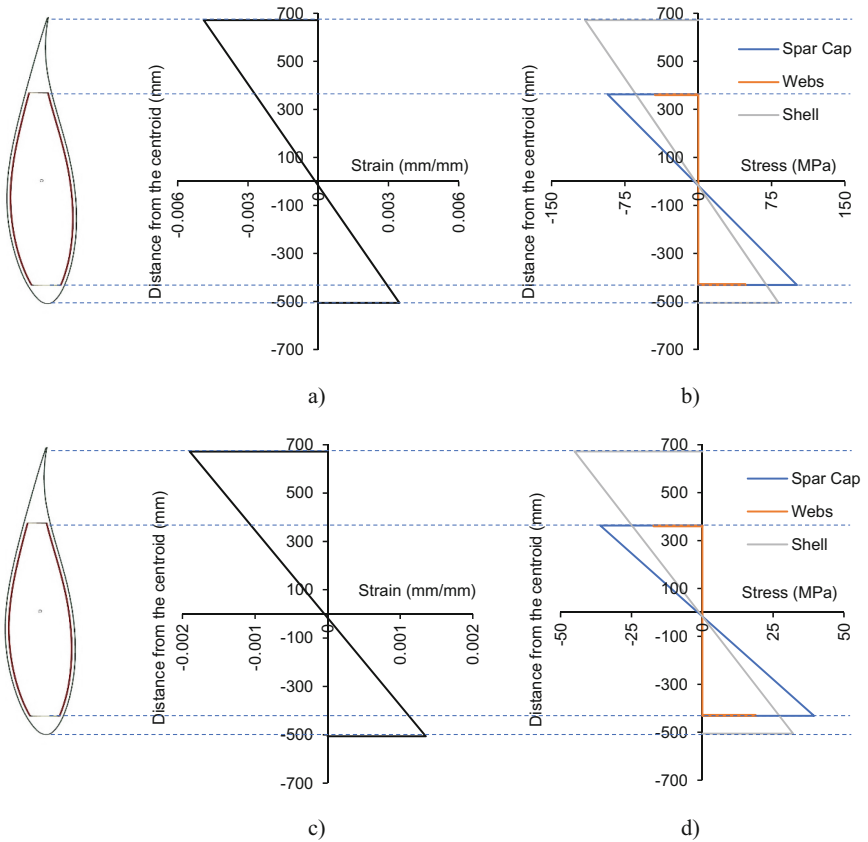 700
500
300
100
-100
-300
-500
-700
-0.006
-0.003
0
0.003
0.006
Strain (mm/mm)
Distance from the centroid (mm)
a)
700
500
300
100
-100
-300
-500
-700
-150
-75
0
75
150
Stress (MPa)
Distance from the centroid (mm)
Spar Cap
Webs
Shell
b)
700
500
300
100
-100
-300
-500
-700
-0.002
-0.001
0
0.001
0.002
Strain (mm/mm)
Distance from the centroid (mm)
c)
700
500
300
100
-100
-300
-500
-700
-50
-25
0
25
50
Stress (MPa)
Distance from the centroid (mm)
Spar Cap
Webs
Shell
d)